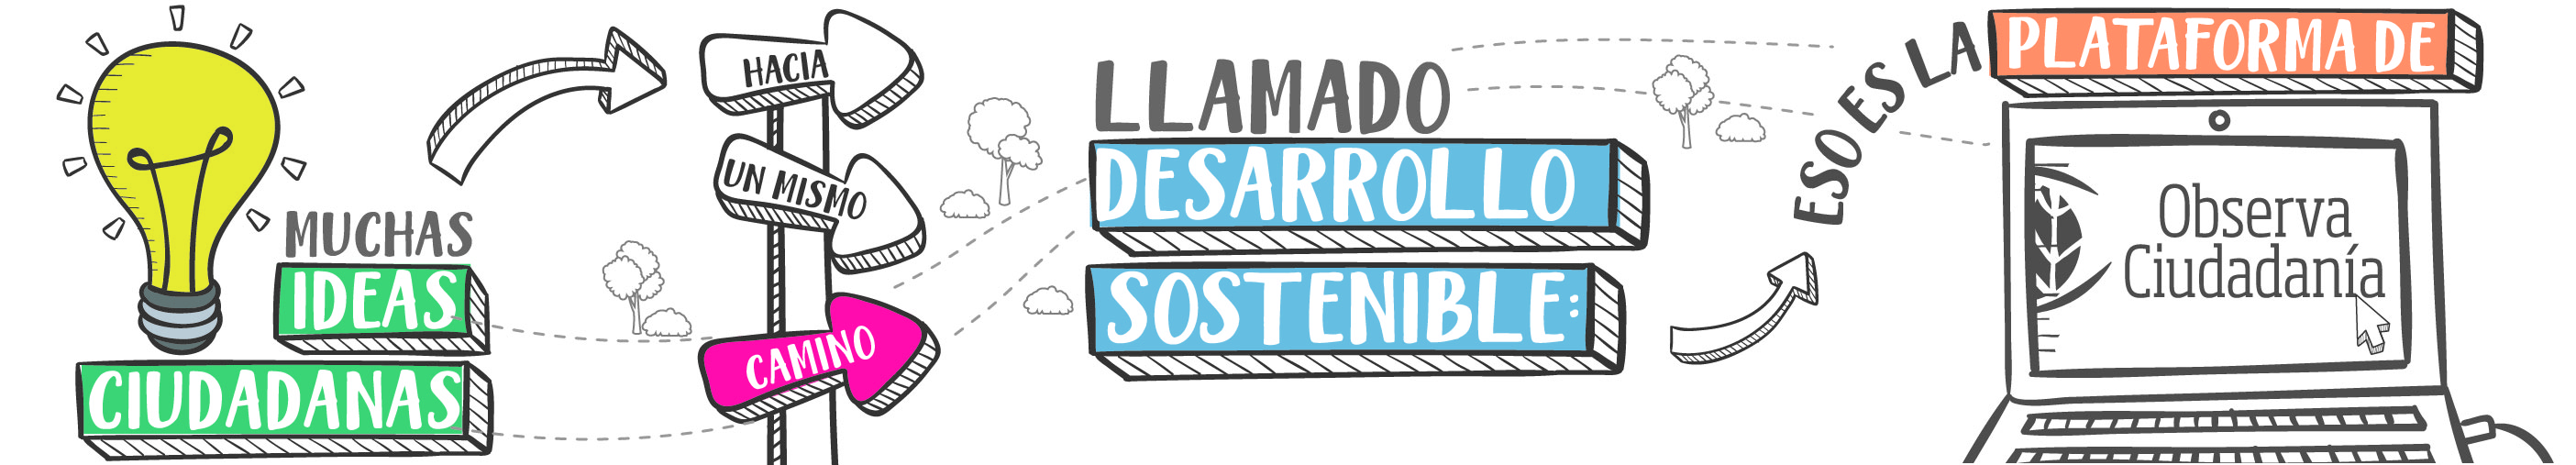 MUCHAS
IDEAS
CIUDADANAS
HACIA
UN MISMO
CAMINO
LLAMADO
DESARROLLO
SOSTENIBLE:
ESO ES LA
PLATAFORMA DE
Observa
Ciudadanía